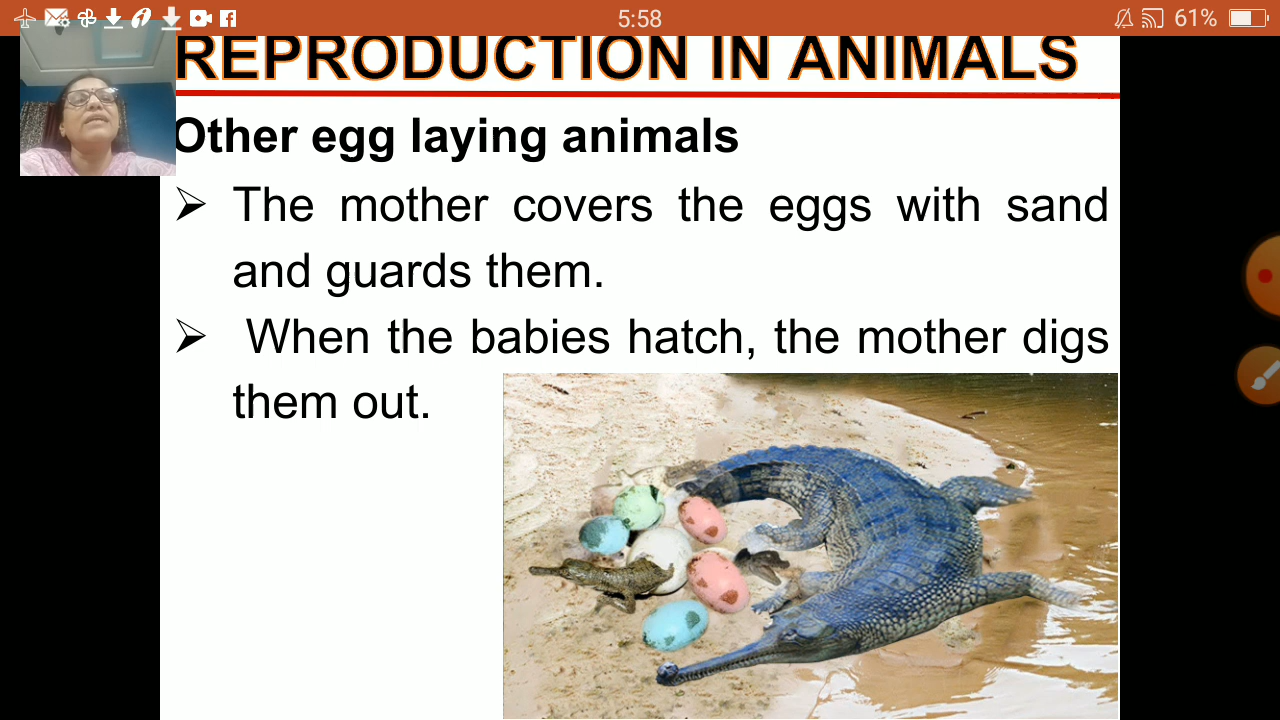 5:58
61%
REPRODUCTION IN ANIMALS
Other egg laying animals
➢ The mother covers the eggs with sand
and guards them.
➢ When the babies hatch, the mother digs
them out.